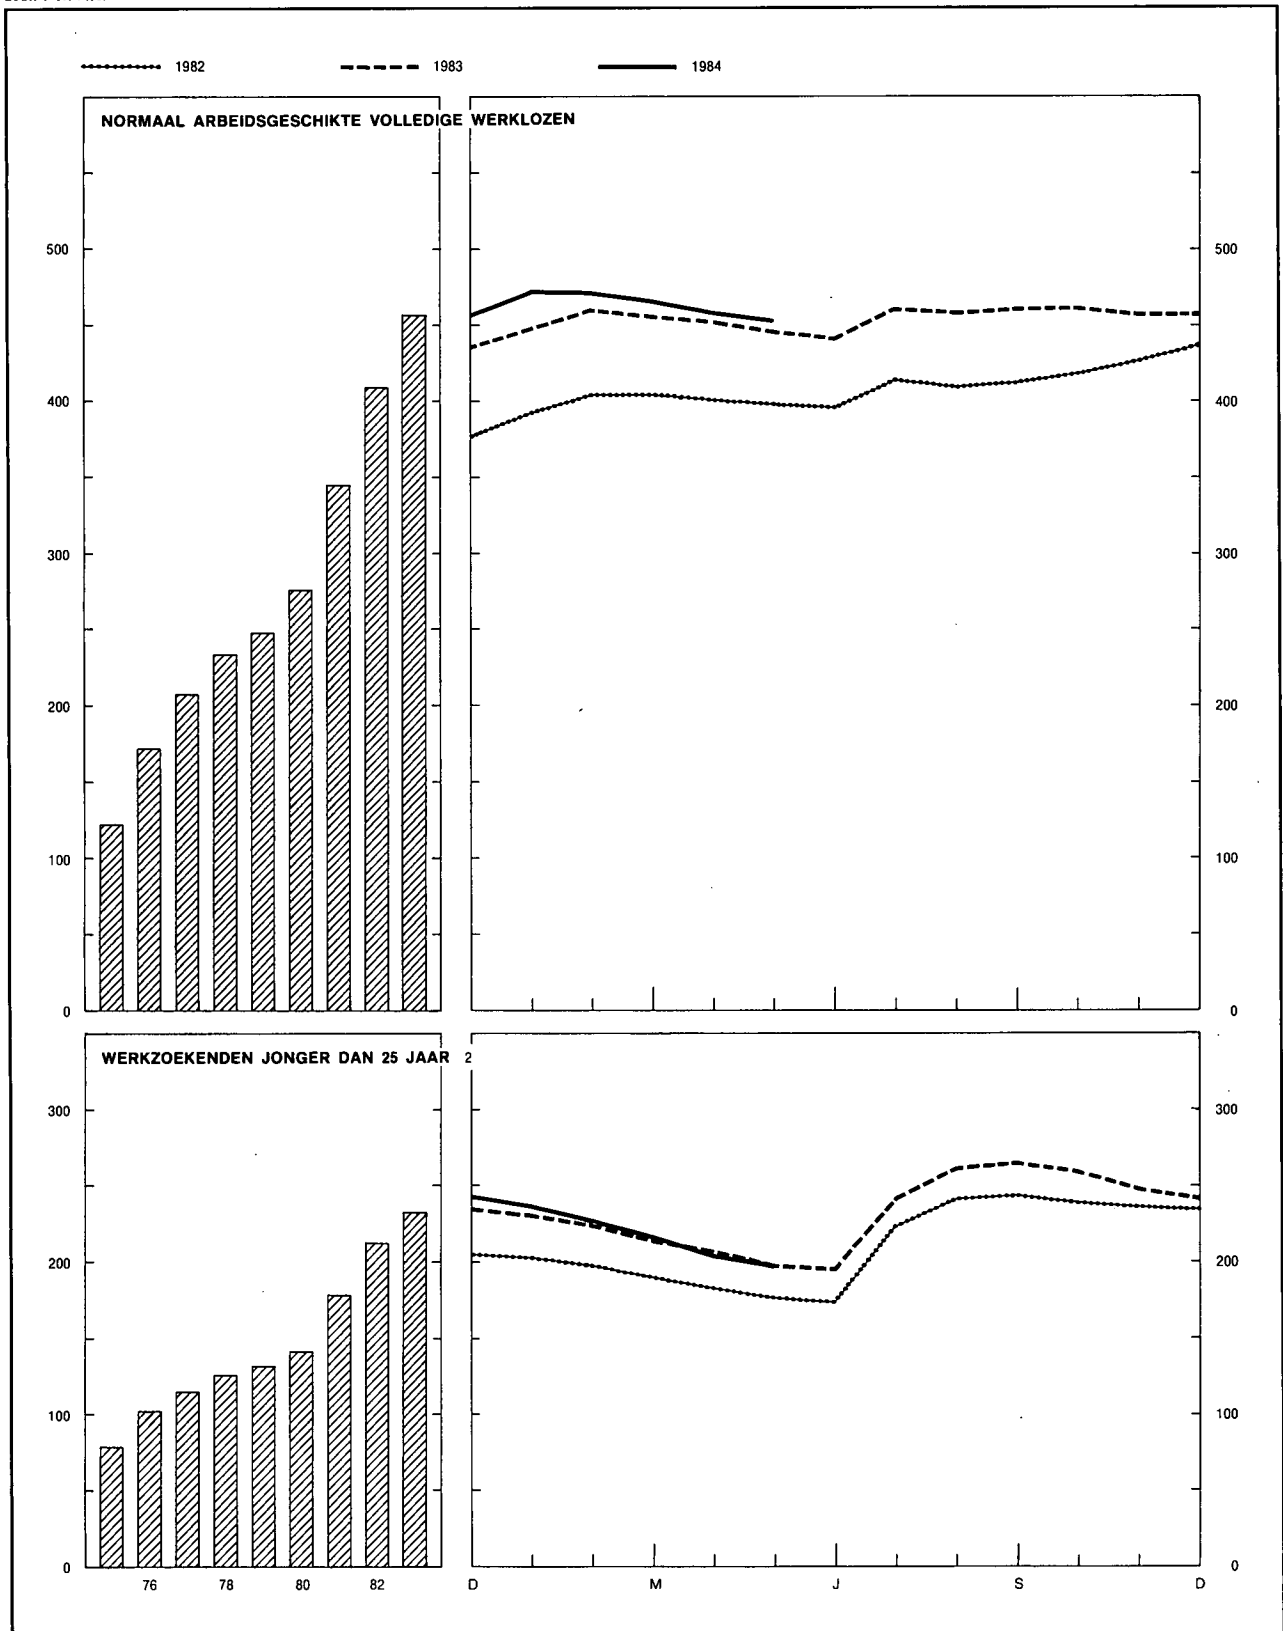 1982 1983 1984
NORMAAL ARBEIDSGESCHIKTE VOLLEDIGE WERKLOZEN
500 500
400 400
300 300
200 200
100 100
0 0
WERKZOEKENDEN JONGER DAN 25 JAAR 2
300 300
200 200
100 100
0 0
76 78 80 82 D M J S D